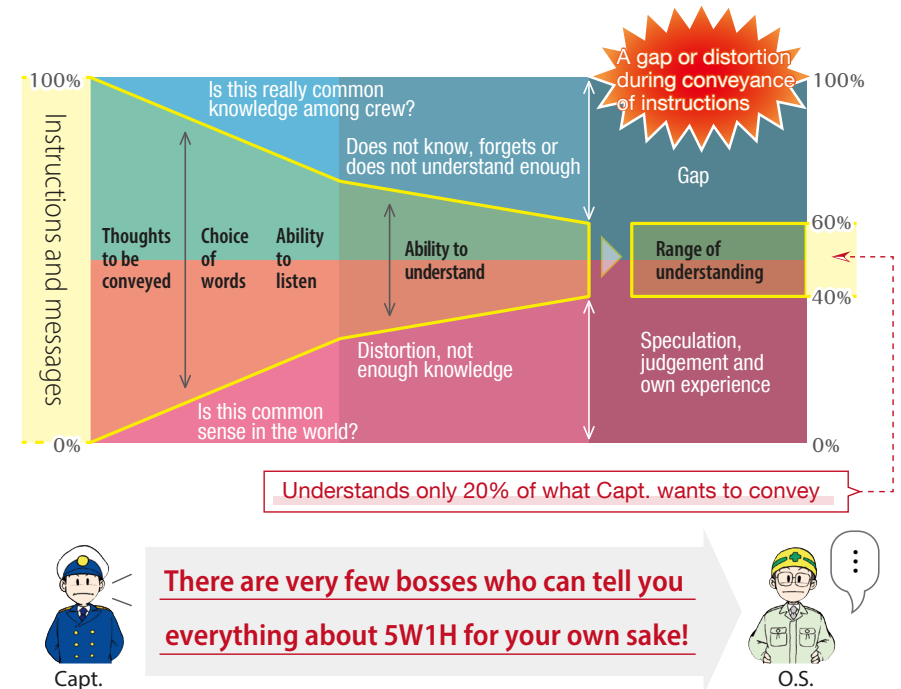 A gap or distortion
during conveyance
of instructions
100%
100%
Instructions and messages
Is this really common
knowledge among crew?
Does not know, forgets or
does not understand enough
Gap
60%
Thoughts
to be
conveyed
Choice
of
words
Ability
to
listen
Ability to
understand
Range of
understanding
40%
Distortion, not
enough knowledge
Speculation,
judgement and
own experience
Is this common
sense in the world?
0%
0%
Understands only 20% of what Capt. wants to convey
There are very few bosses who can tell you
everything about 5W1H for your own sake!
Capt.
O.S.